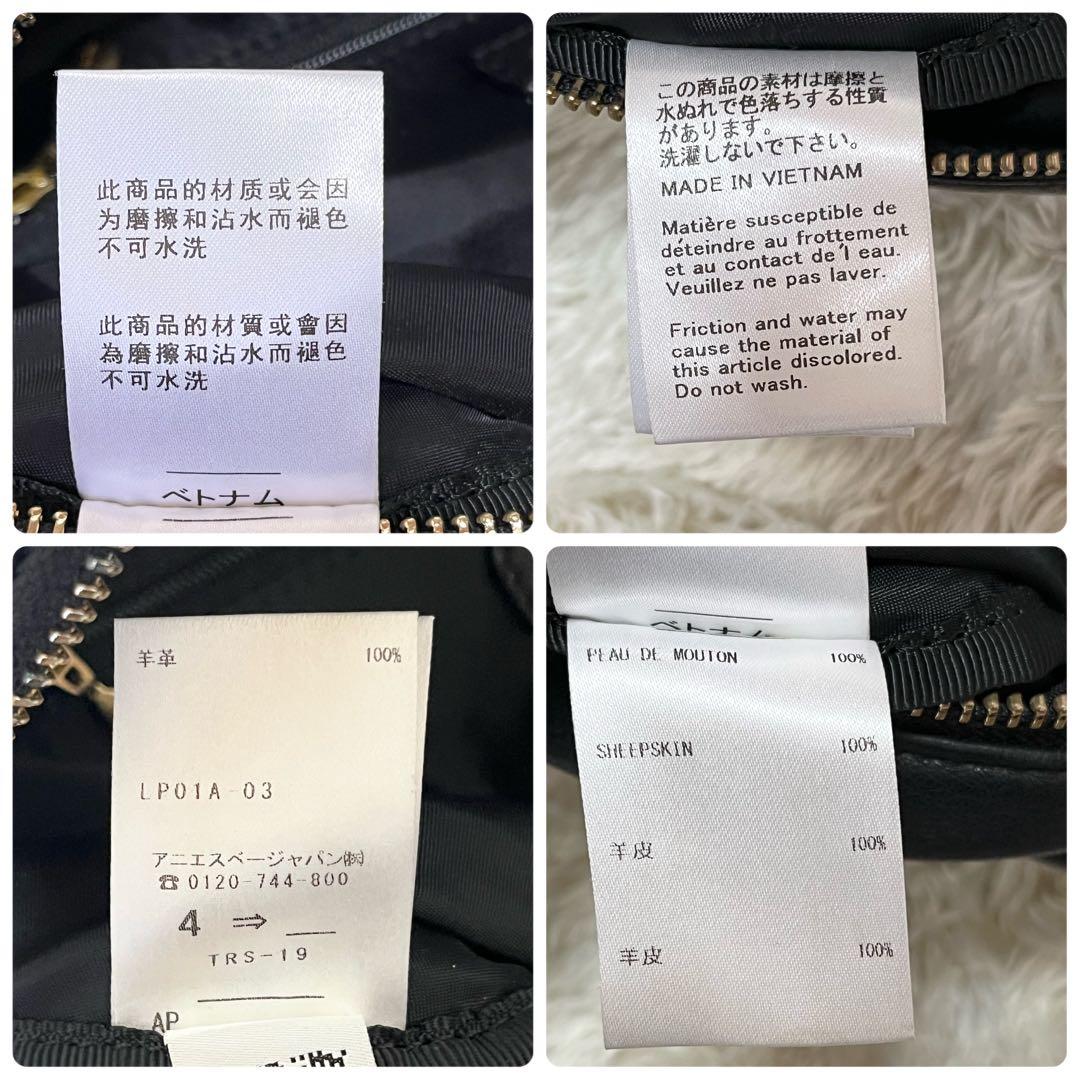 此商品的材质或会因
为磨擦和沾水而褪色
不可水洗
此商品的材質或會因
為磨擦和沾水而褪色
不可水洗
ベトナム
この商品の素材は摩擦と
水ぬれで色落ちする性質
があります。
洗濯しないで下さい。
MADE IN VIETNAM
Matière susceptible de
déteindre au frottement
et au contact de l'eau.
Veuillez ne pas laver.
Friction and water may
cause the material of
this article discolored.
Do not wash.
羊革 100%
LP01A-03
アニエスベージャパン㈱
☎0120-744-800
4 ⇒
TRS-19
AP
ベトナム
PEAU DE MOUTON 100%
SHEEPSKIN 100%
羊皮 100%
羊皮 100%